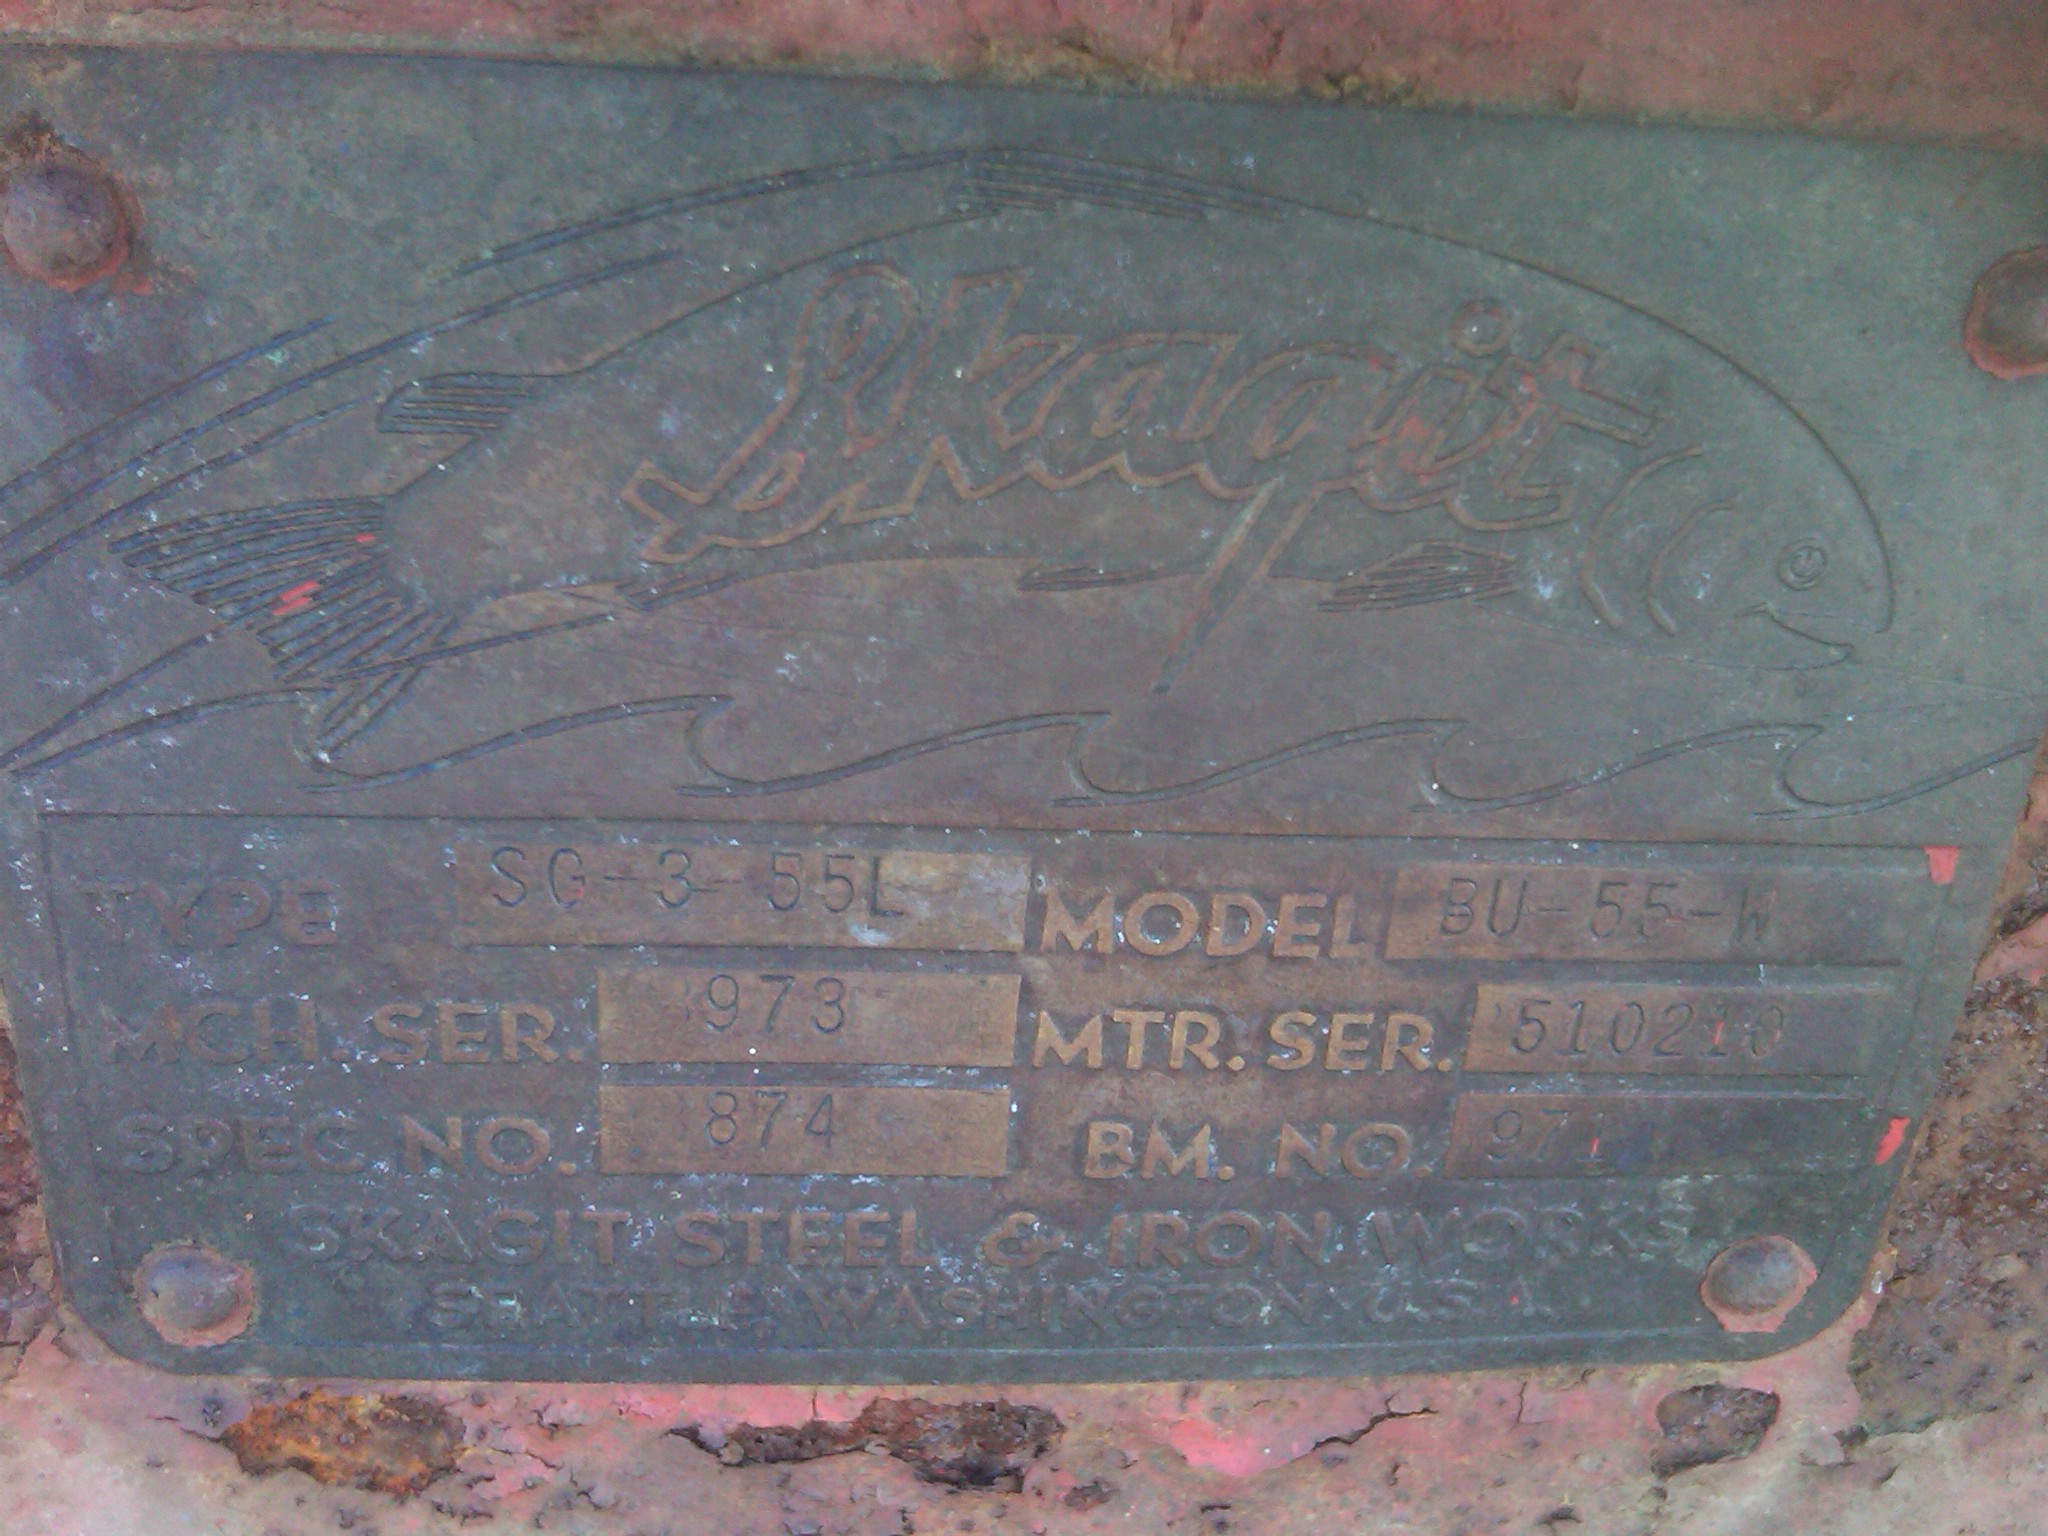 Skagit
TYPE SG-3-55L MODEL BU-55-W
MCH. SER. 973 MTR. SER. 510210
SPEC. NO. 874 BM. NO.
SKAGIT STEEL & IRON WORKS
SEATTLE, WASHINGTON U.S.A.